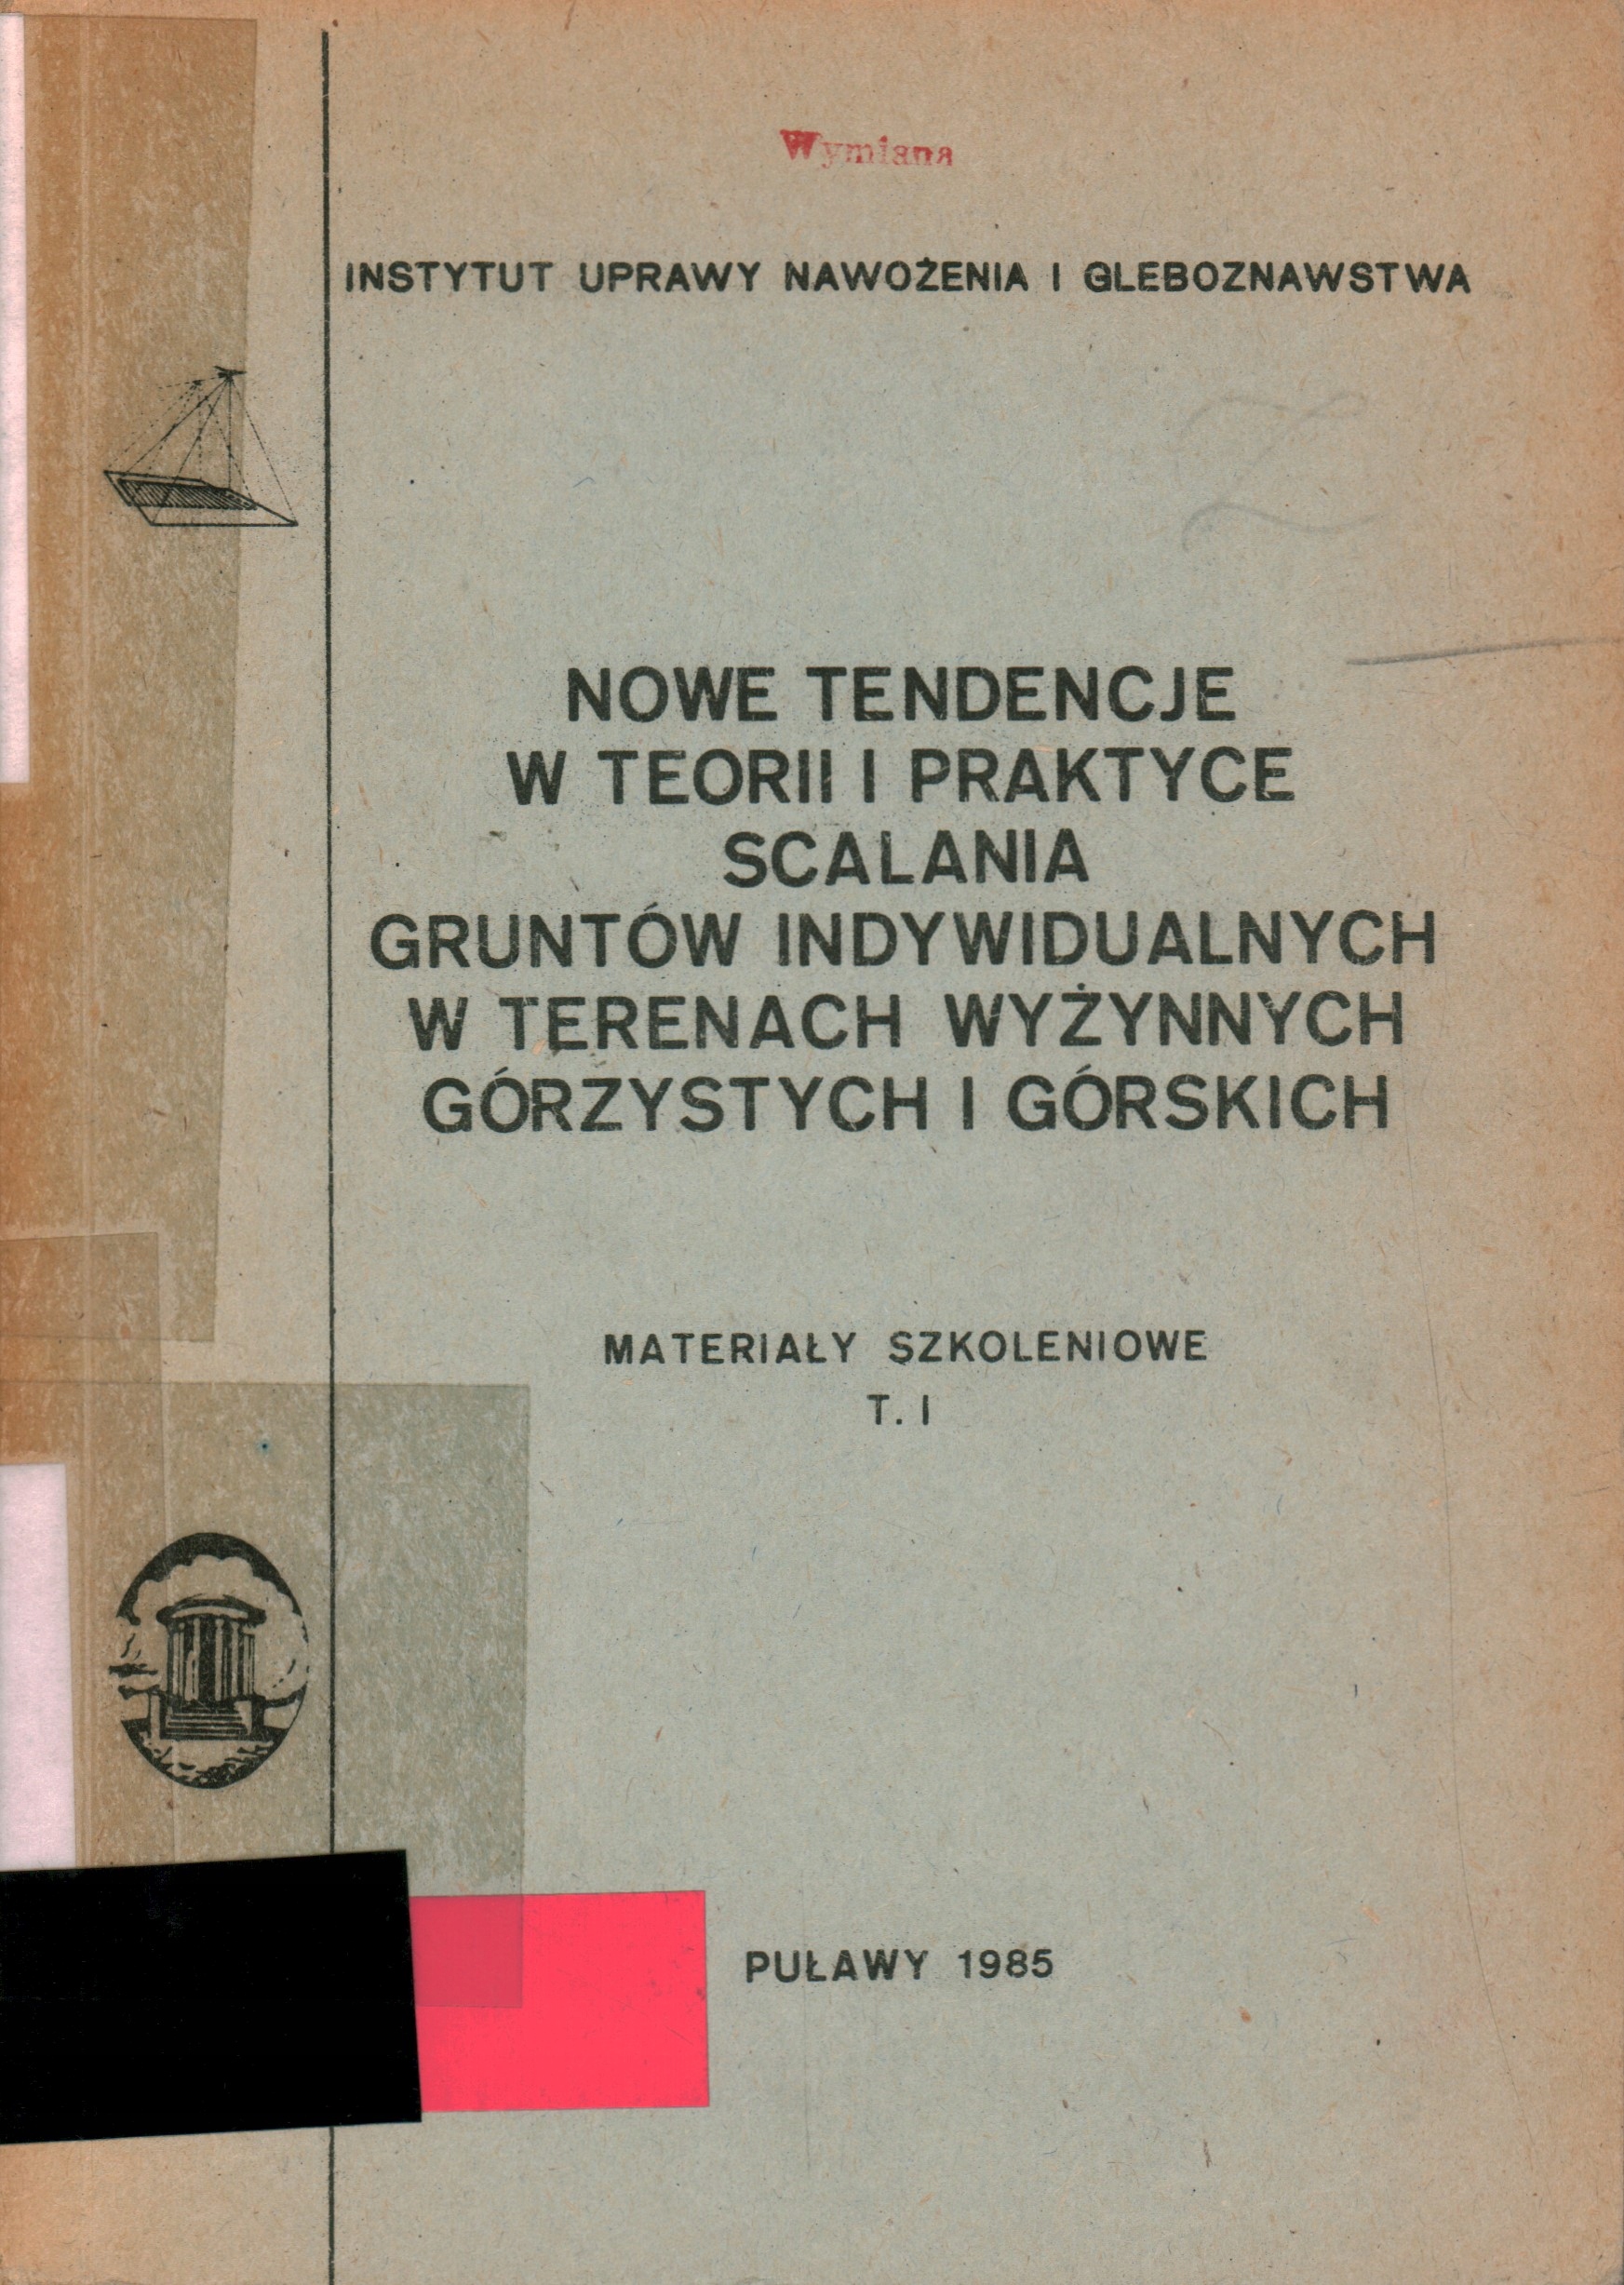 Wymiana
INSTYTUT UPRAWY NAWOŻENIA I GLEBOZNAWSTWA
NOWE TENDENCJE
W TEORII I PRAKTYCE
SCALANIA
GRUNTÓW INDYWIDUALNYCH
W TERENACH WYŻYNNYCH
GÓRZYSTYCH I GÓRSKICH
MATERIAŁY SZKOLENIOWE
T. I
PUŁAWY 1985